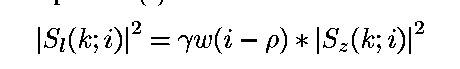 |S_l(k;i)|^2 = γw(i − ρ) ∗ |S_z(k;i)|^2